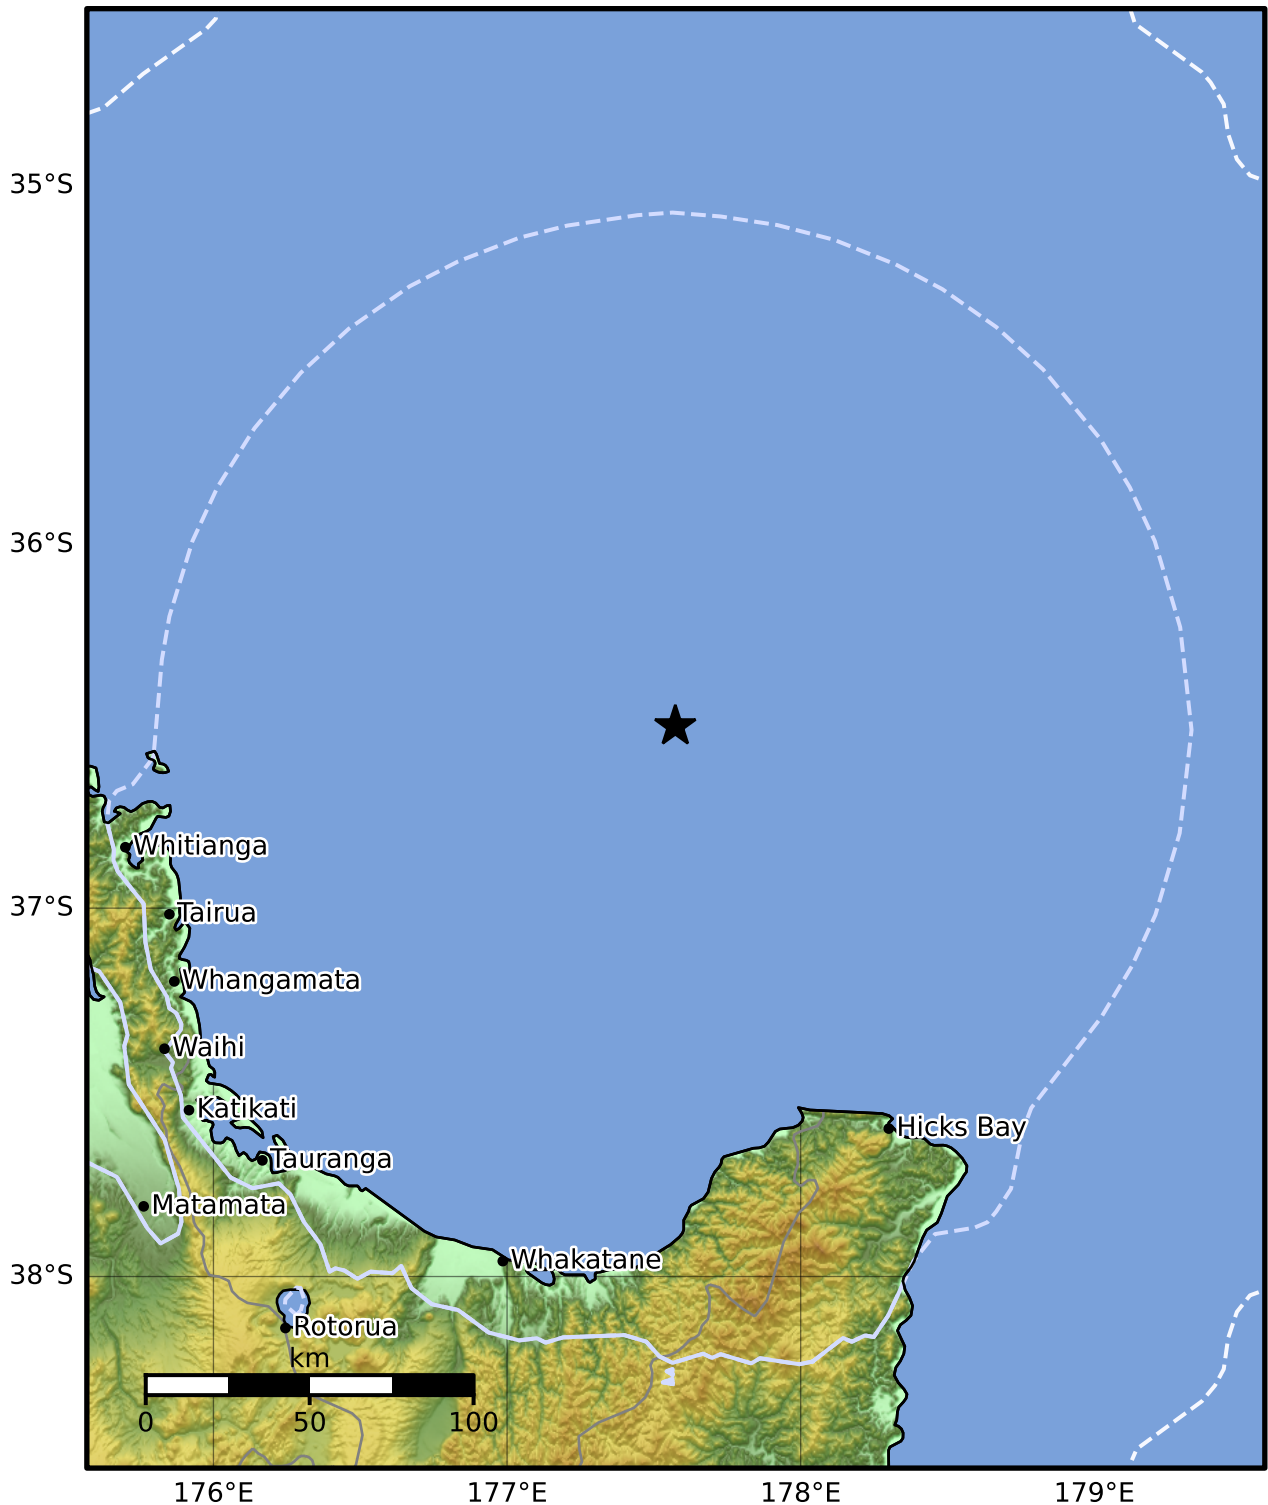 35°S
36°S
Whitianga
37°S
Tairua
Whangamata
Waihi
Katikati
Hicks Bay
Tauranga
Matamata
Whakatane
38°S
Rotorua
km
0 50 100
176°E 177°E 178°E 179°E